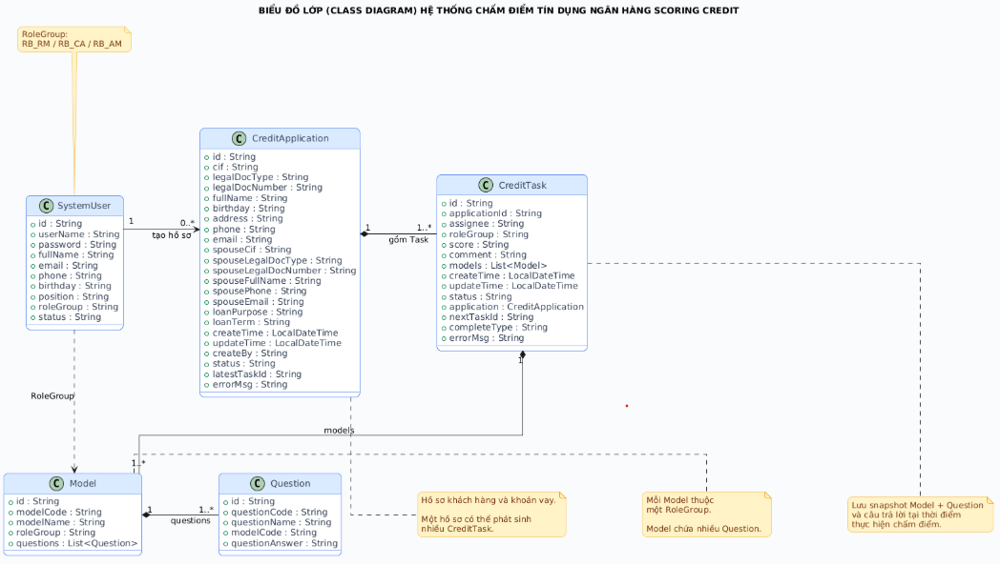 BIỂU ĐỒ LỚP (CLASS DIAGRAM) HỆ THỐNG CHẤM ĐIỂM TÍN DỤNG NGÂN HÀNG SCORING CREDIT
RoleGroup:
RB_RM / RB_CA / RB_AM
C SystemUser
id : String
userName : String
password : String
fullName : String
email : String
phone : String
birthday : String
position : String
roleGroup : String
status : String
1
0..*
tạo hồ sơ
C CreditApplication
id : String
cif : String
legalDocType : String
legalDocNumber : String
fullName : String
birthday : String
address : String
phone : String
email : String
spouseCif : String
spouseLegalDocType : String
spouseLegalDocNumber : String
spouseFullName : String
spousePhone : String
spouseEmail : String
loanPurpose : String
loanTerm : String
createTime : LocalDateTime
updateTime : LocalDateTime
createBy : String
status : String
latestTaskId : String
errorMsg : String
1
1..*
gồm Task
C CreditTask
id : String
applicationId : String
assignee : String
roleGroup : String
score : String
comment : String
models : List<Model>
createTime : LocalDateTime
updateTime : LocalDateTime
status : String
application : CreditApplication
nextTaskId : String
completeType : String
errorMsg : String
1
RoleGroup
models
1..*
C Model
id : String
modelCode : String
modelName : String
roleGroup : String
questions : List<Question>
1
1..*
questions
C Question
id : String
questionCode : String
questionName : String
modelCode : String
questionAnswer : String
Hồ sơ khách hàng và khoản vay.
Một hồ sơ có thể phát sinh
nhiều CreditTask.
Mỗi Model thuộc
một RoleGroup.
Model chứa nhiều Question.
Lưu snapshot Model + Question
và câu trả lời tại thời điểm
thực hiện chấm điểm.